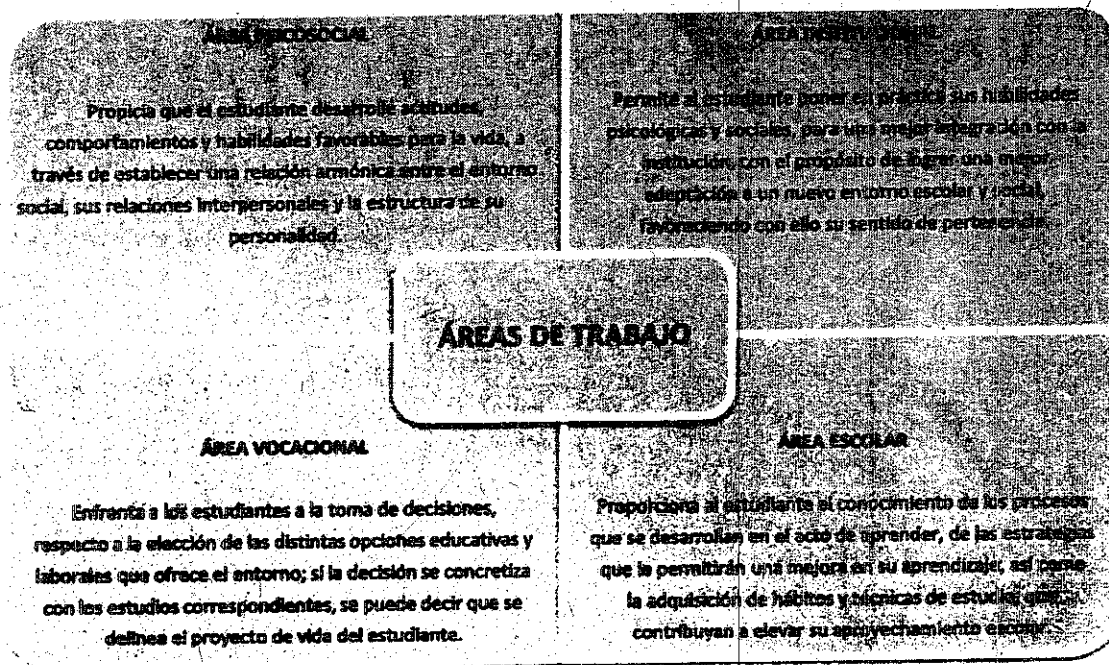 ÁREA PSICOSOCIAL
Propicia que el estudiante desarrolle actitudes,
comportamientos y habilidades favorables para la vida, a
través de establecer una relación armónica entre el entorno
social, sus relaciones interpersonales y la estructura de su
personalidad.
ÁREA INSTITUCIONAL
Permite al estudiante poner en práctica sus habilidades
psicológicas y sociales, para una mejor integración con la
institución, con el propósito de lograr una mejor
adaptación a un nuevo entorno escolar y social,
favoreciendo con ello su sentido de pertenencia.
ÁREAS DE TRABAJO
ÁREA VOCACIONAL
Enfrenta a los estudiantes a la toma de decisiones,
respecto a la elección de las distintas opciones educativas y
laborales que ofrece el entorno; si la decisión se concretiza
con los estudios correspondientes, se puede decir que se
delinea el proyecto de vida del estudiante.
ÁREA ESCOLAR
Proporciona al estudiante el conocimiento de los procesos
que se desarrollan en el acto de aprender, de las estrategias
que le permitirán una mejora en su aprendizaje, así como
la adquisición de hábitos y técnicas de estudio que
contribuyan a elevar su aprovechamiento escolar.